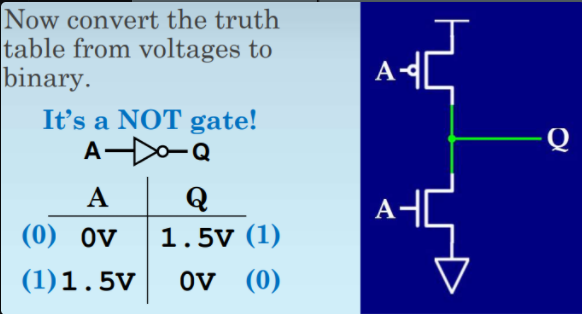 Now convert the truth
table from voltages to
binary.
It's a NOT gate!
A Q
A Q
(0) 0V 1.5V (1)
(1) 1.5V 0V (0)
A
Q
A